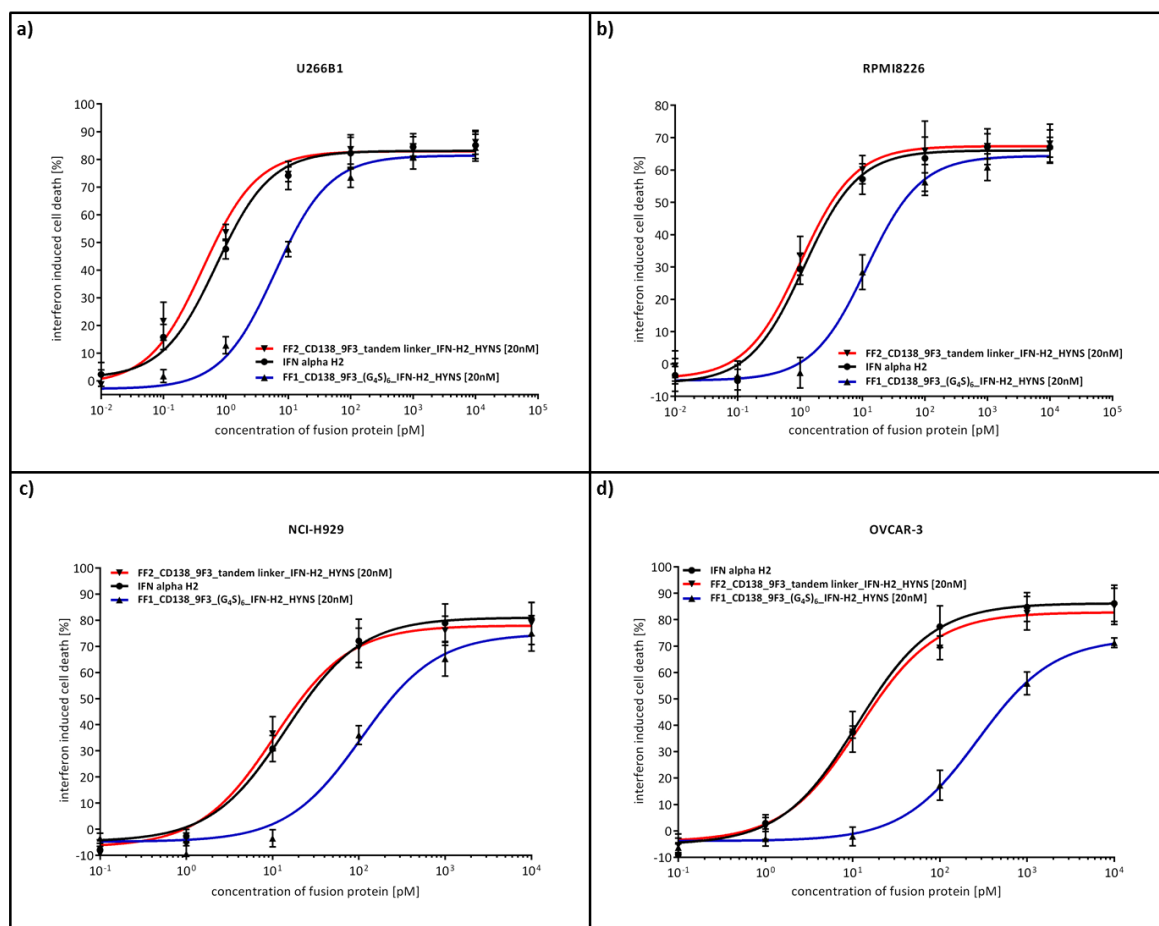 a)
U266B1
interferon induced cell death [%]
100
90
80
70
60
50
40
30
20
10
0
FF2_CD138_9F3_tandem linker_IFN-H2_HYNS [20nM]
IFN alpha H2
FF1_CD138_9F3_(G₄S)₆_IFN-H2_HYNS [20nM]
10⁻² 10⁻¹ 10⁰ 10¹ 10² 10³ 10⁴ 10⁵
concentration of fusion protein [pM]
b)
RPMI8226
interferon induced cell death [%]
80
70
60
50
40
30
20
10
0
-10
FF2_CD138_9F3_tandem linker_IFN-H2_HYNS [20nM]
IFN alpha H2
FF1_CD138_9F3_(G₄S)₆_IFN-H2_HYNS [20nM]
10⁻² 10⁻¹ 10⁰ 10¹ 10² 10³ 10⁴ 10⁵
concentration of fusion protein [pM]
c)
NCI-H929
interferon induced cell death [%]
FF2_CD138_9F3_tandem linker_IFN-H2_HYNS [20nM]
IFN alpha H2
FF1_CD138_9F3_(G₄S)₆_IFN-H2_HYNS [20nM]
100
90
80
70
60
50
40
30
20
10
0
-10
10⁻¹ 10⁰ 10¹ 10² 10³ 10⁴
concentration of fusion protein [pM]
d)
OVCAR-3
interferon induced cell death [%]
IFN alpha H2
FF2_CD138_9F3_tandem linker_IFN-H2_HYNS [20nM]
FF1_CD138_9F3_(G₄S)₆_IFN-H2_HYNS [20nM]
100
90
80
70
60
50
40
30
20
10
0
-10
10⁻¹ 10⁰ 10¹ 10² 10³ 10⁴
concentration of fusion protein [pM]